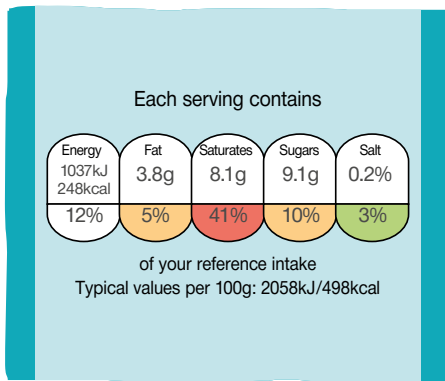 Each serving contains
Energy Fat Saturates Sugars Salt
1037kJ 3.8g 8.1g 9.1g 0.2%
248kcal
12% 5% 41% 10% 3%
of your reference intake
Typical values per 100g: 2058kJ/498kcal